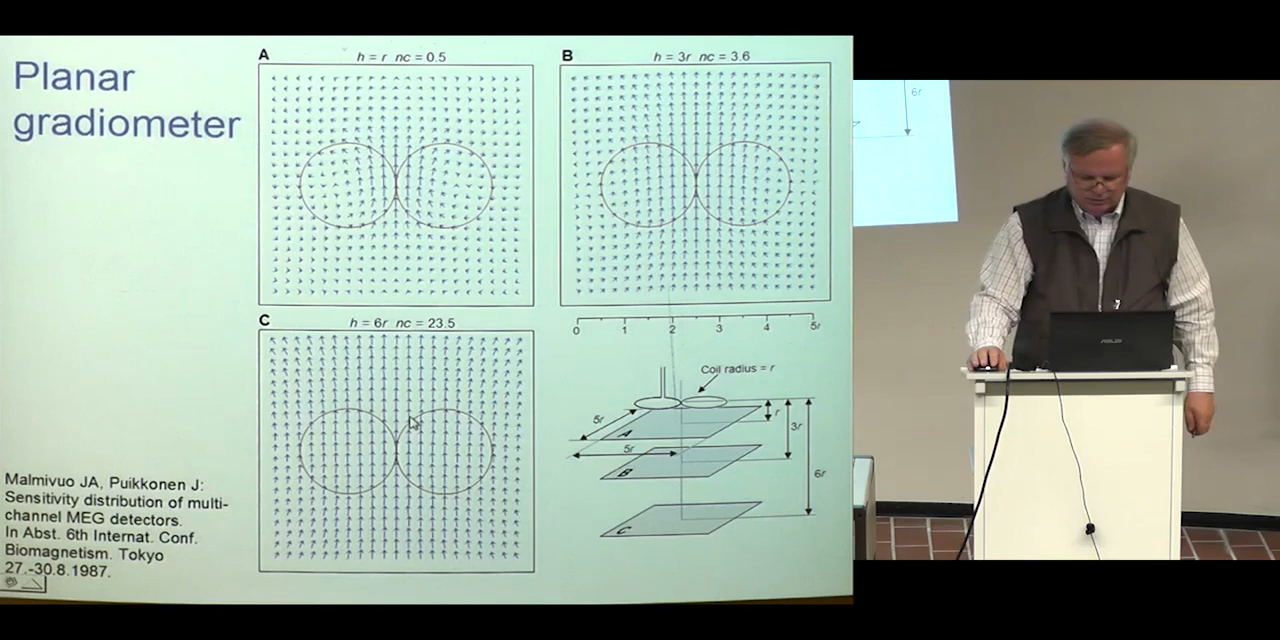 Planar
gradiometer
A
h = r nc = 0.5
B
h = 3r nc = 3.6
C
h = 6r nc = 23.5
0 1 2 3 4 5r
Coil radius = r
5r
5r
r
3r
6r
A
B
C
Malmivuo JA, Puikkonen J:
Sensitivity distribution of multi-
channel MEG detectors.
In Abst. 6th Internat. Conf.
Biomagnetism. Tokyo
27.-30.8.1987.
6r
ASUS